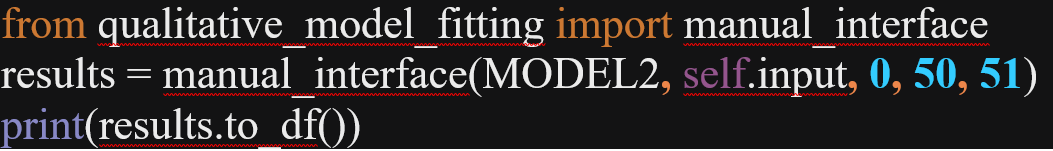 from qualitative_model_fitting import manual_interface
results = manual_interface(MODEL2, self.input, 0, 50, 51)
print(results.to_df())